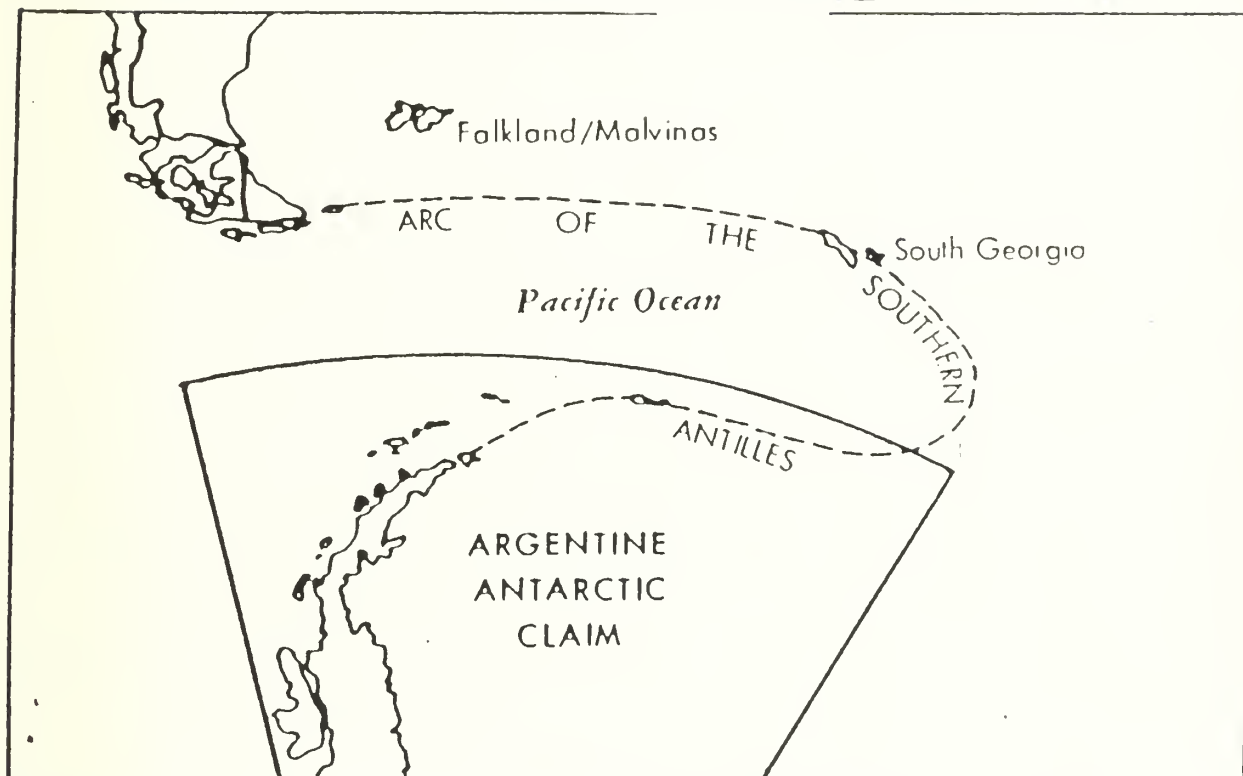 Falkland/Malvinas
ARC OF THE SOUTHERN ANTILLES
South Georgia
Pacific Ocean
ARGENTINE
ANTARCTIC
CLAIM